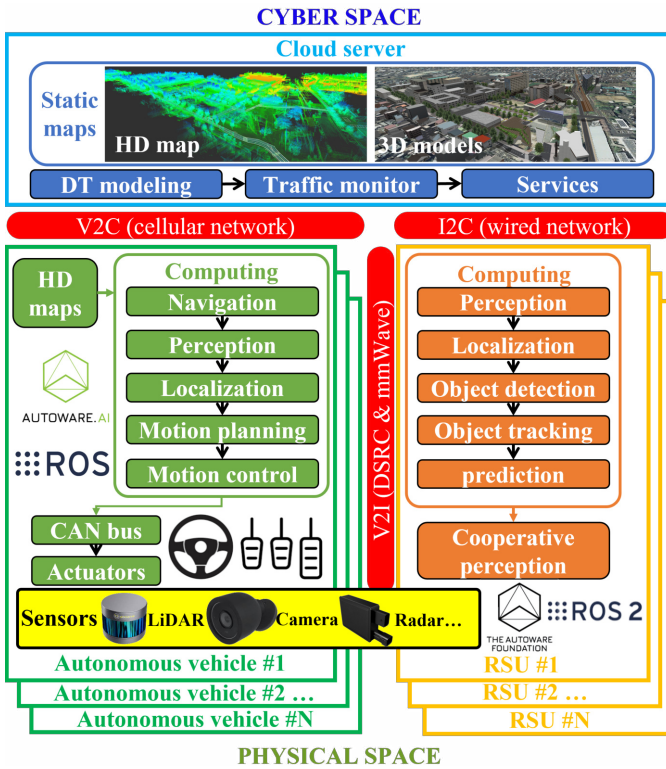 CYBER SPACE
Cloud server
Static
maps
HD map
3D models
DT modeling
Traffic monitor
Services
V2C (cellular network)
I2C (wired network)
V2I (DSRC & mmWave)
HD
maps
Computing
Navigation
Perception
Localization
Motion planning
Motion control
AUTOWARE.AI
ROS
CAN bus
Actuators
Computing
Perception
Localization
Object detection
Object tracking
prediction
Cooperative
perception
Sensors
LiDAR
Camera
Radar…
THE AUTOWARE
FOUNDATION
ROS 2
Autonomous vehicle #1
Autonomous vehicle #2 …
Autonomous vehicle #N
RSU #1
RSU #2 …
RSU #N
PHYSICAL SPACE